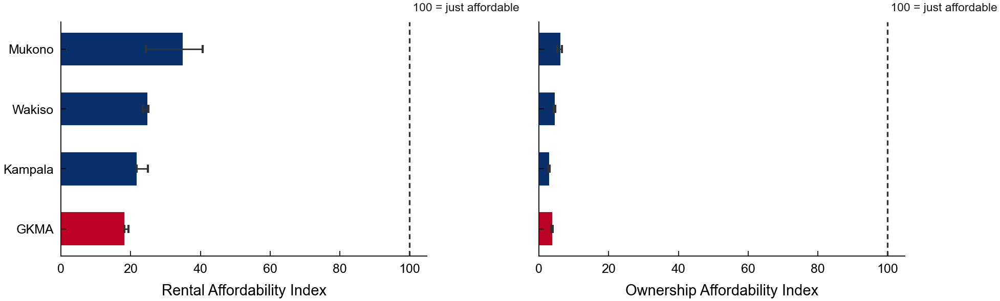 100 = just affordable
Mukono
Wakiso
Kampala
GKMA
0 20 40 60 80 100
Rental Affordability Index
100 = just affordable
0 20 40 60 80 100
Ownership Affordability Index